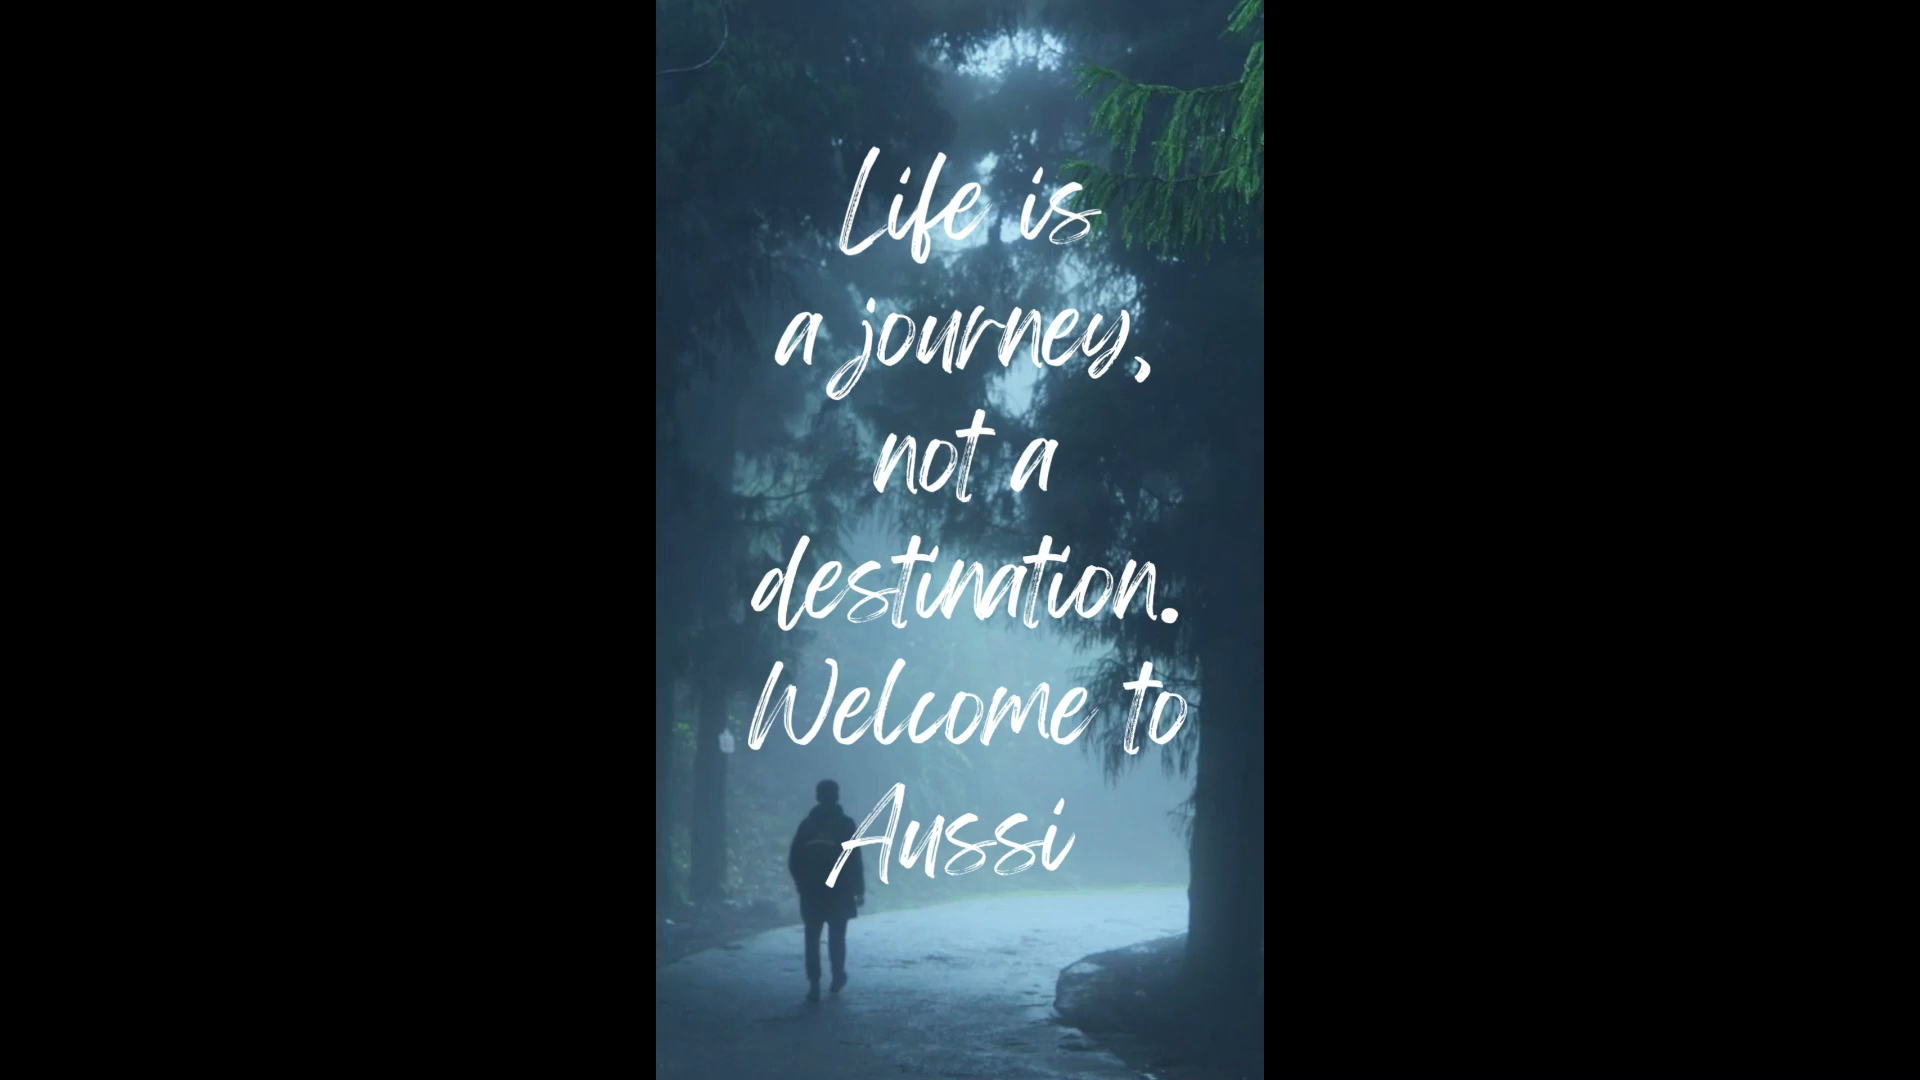 Life is
a journey,
not a
destination.
Welcome to
Aussi